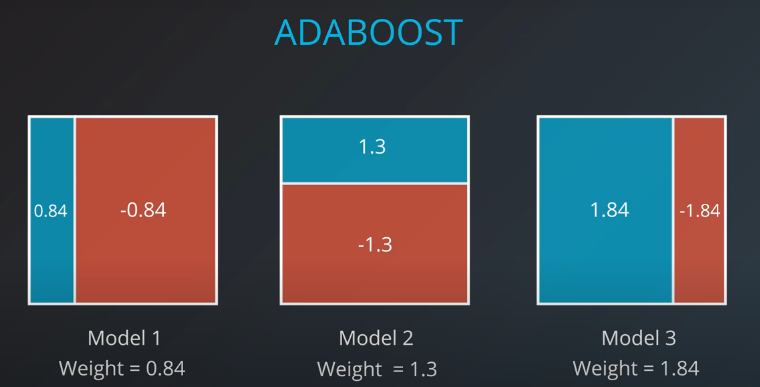 ADABOOST
0.84
-0.84
1.3
-1.3
1.84
-1.84
Model 1
Weight = 0.84
Model 2
Weight = 1.3
Model 3
Weight = 1.84